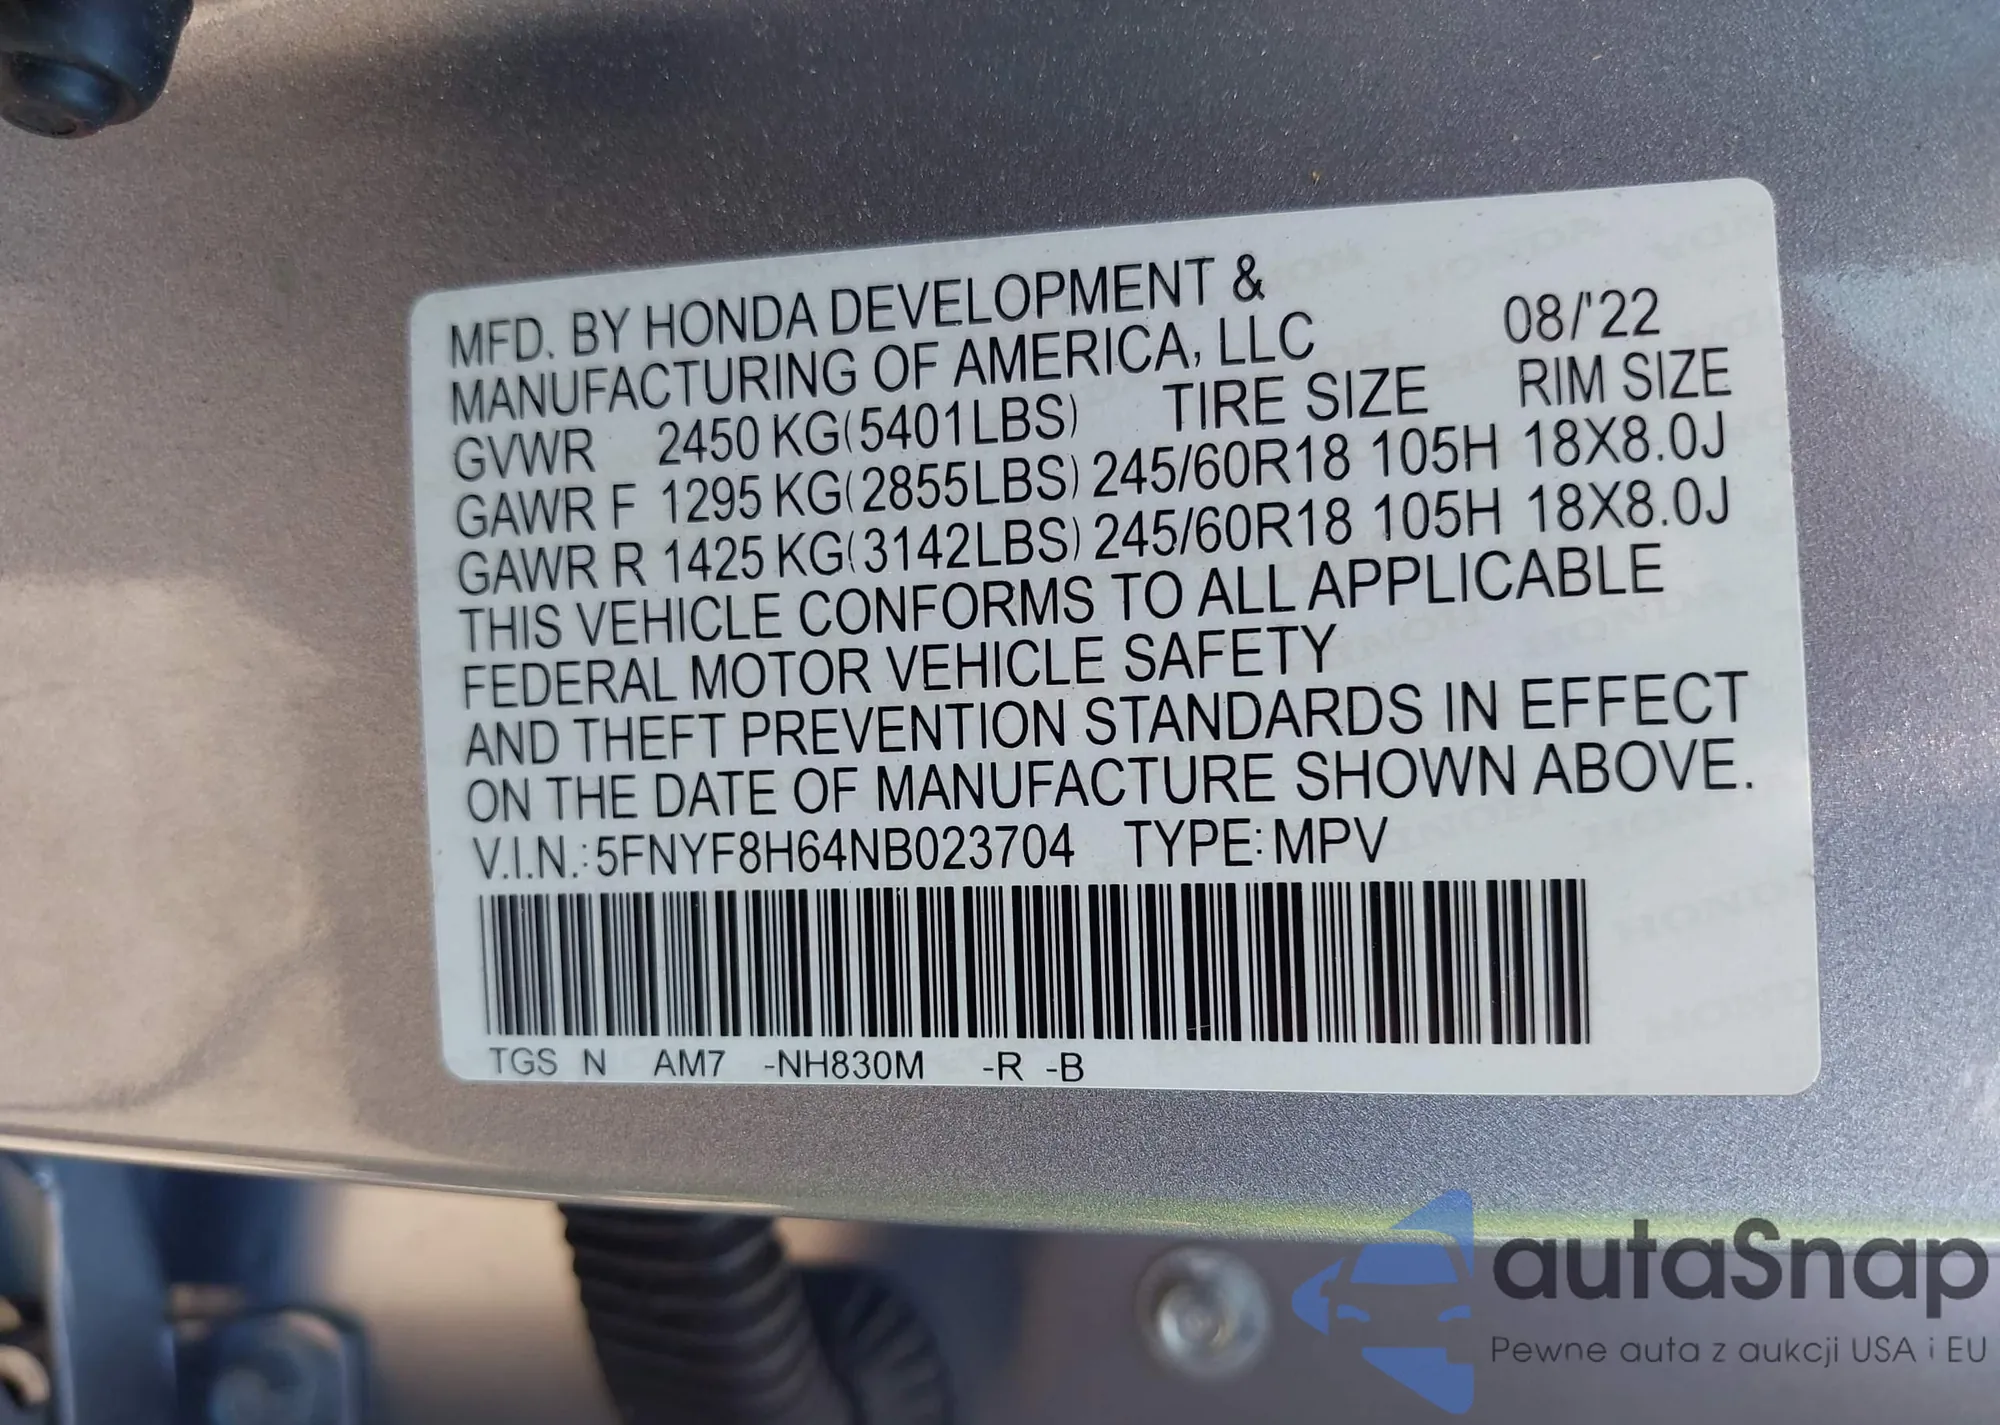 MFD. BY HONDA DEVELOPMENT &
MANUFACTURING OF AMERICA, LLC 08/'22
GVWR 2450 KG(5401LBS) TIRE SIZE RIM SIZE
GAWR F 1295 KG(2855LBS) 245/60R18 105H 18X8.0J
GAWR R 1425 KG(3142LBS) 245/60R18 105H 18X8.0J
THIS VEHICLE CONFORMS TO ALL APPLICABLE
FEDERAL MOTOR VEHICLE SAFETY
AND THEFT PREVENTION STANDARDS IN EFFECT
ON THE DATE OF MANUFACTURE SHOWN ABOVE.
V.I.N.:5FNYF8H64NB023704 TYPE:MPV
TGS N AM7 -NH830M -R -B
autaSnap
Pewne auta z aukcji USA i EU